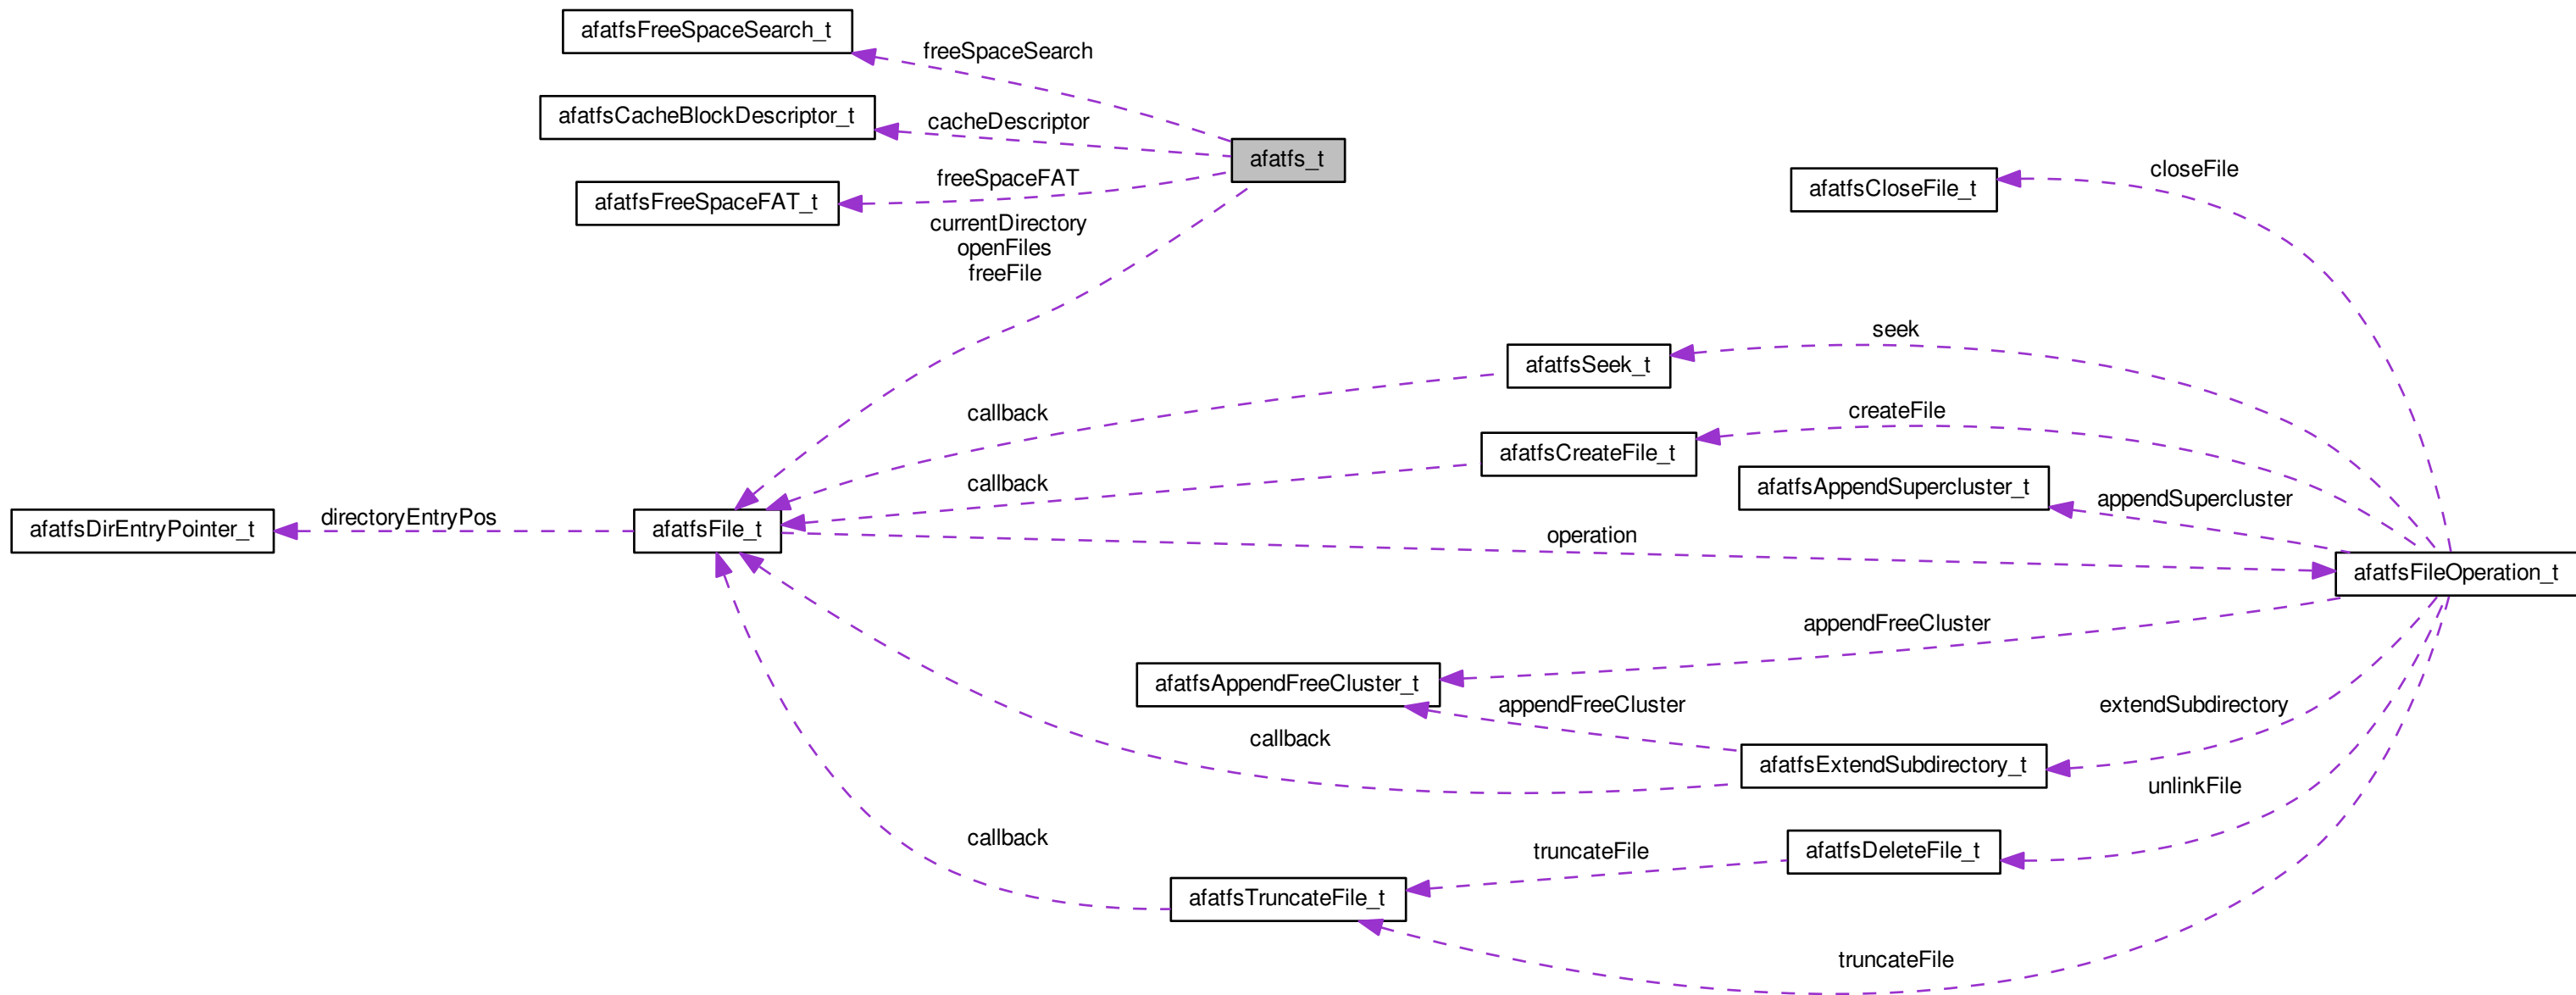 afatfsFreeSpaceSearch_t
freeSpaceSearch
afatfsCacheBlockDescriptor_t
cacheDescriptor
afatfs_t
closeFile
freeSpaceFAT
afatfsFreeSpaceFAT_t
afatfsCloseFile_t
currentDirectory
openFiles
freeFile
seek
afatfsSeek_t
callback
createFile
afatfsCreateFile_t
callback
afatfsAppendSupercluster_t
appendSupercluster
directoryEntryPos
afatfsDirEntryPointer_t
afatfsFile_t
operation
afatfsFileOperation_t
appendFreeCluster
afatfsAppendFreeCluster_t
appendFreeCluster
extendSubdirectory
callback
afatfsExtendSubdirectory_t
unlinkFile
callback
truncateFile
afatfsDeleteFile_t
afatfsTruncateFile_t
truncateFile